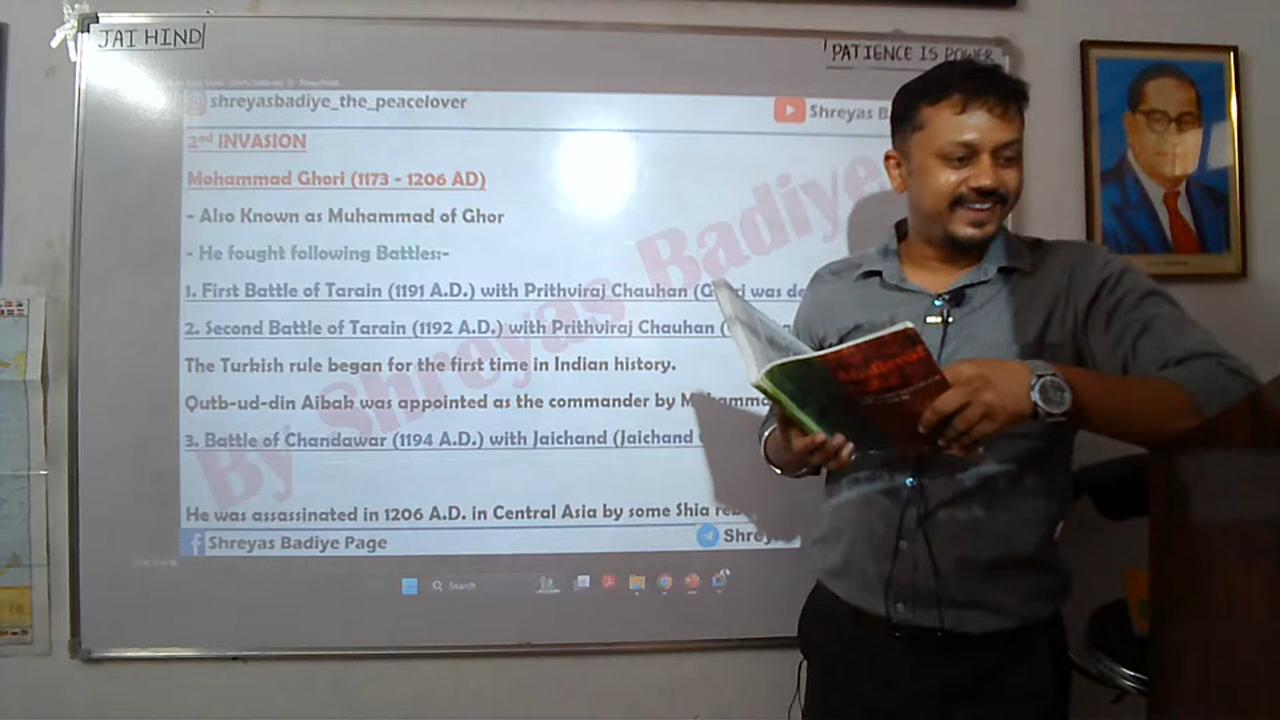 JAI HIND
PATIENCE IS POWER
shreyasbadiye_the_peacelover
Shreyas B
2nd INVASION
Mohammad Ghori (1173 - 1206 AD)
- Also Known as Muhammad of Ghor
- He fought following Battles:-
1. First Battle of Tarain (1191 A.D.) with Prithviraj Chauhan (Ghori was de
2. Second Battle of Tarain (1192 A.D.) with Prithviraj Chauhan (
The Turkish rule began for the first time in Indian history.
Qutb-ud-din Aibak was appointed as the commander by Mohamma
3. Battle of Chandawar (1194 A.D.) with Jaichand (Jaichand
He was assassinated in 1206 A.D. in Central Asia by some Shia reb
By Shreyas Badiye
Shreyas Badiye Page
Shreyas
Search